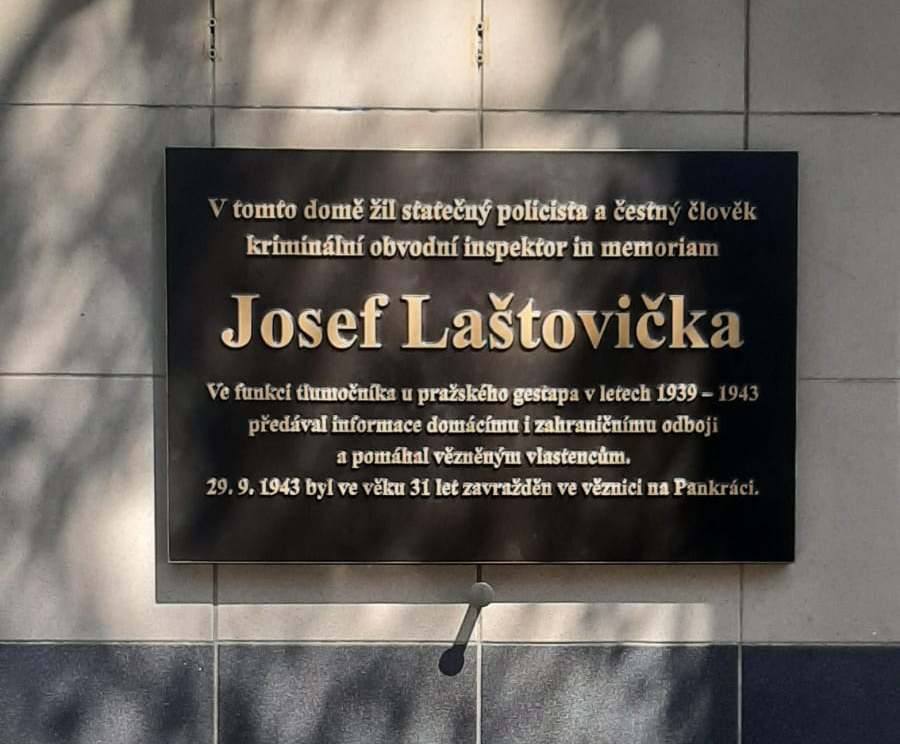 V tomto domě žil statečný policista a čestný člověk
kriminální obvodní inspektor in memoriam
Josef Laštovička
Ve funkci tlumočníka u pražského gestapa v letech 1939 – 1943
předával informace domácímu i zahraničnímu odboji
a pomáhal vězněným vlastencům.
29. 9. 1943 byl ve věku 31 let zavražděn ve věznici na Pankráci.